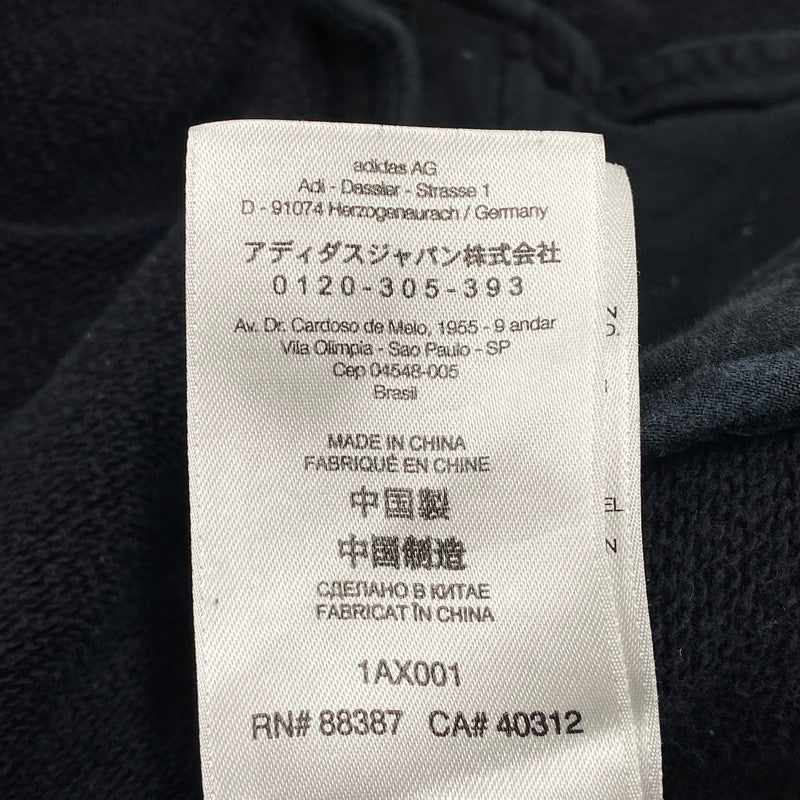 adidas AG
Adi - Dassler - Strasse 1
D - 91074 Herzogenaurach / Germany
アディダスジャパン株式会社
0120-305-393
Av. Dr. Cardoso de Melo, 1955 - 9 andar
Vila Olimpia - Sao Paulo - SP
Cep 04548-005
Brasil
MADE IN CHINA
FABRIQUÉ EN CHINE
中国製
中国制造
СДЕЛАНО В КИТАЕ
FABRICAT ÎN CHINA
1AX001
RN# 88387 CA# 40312